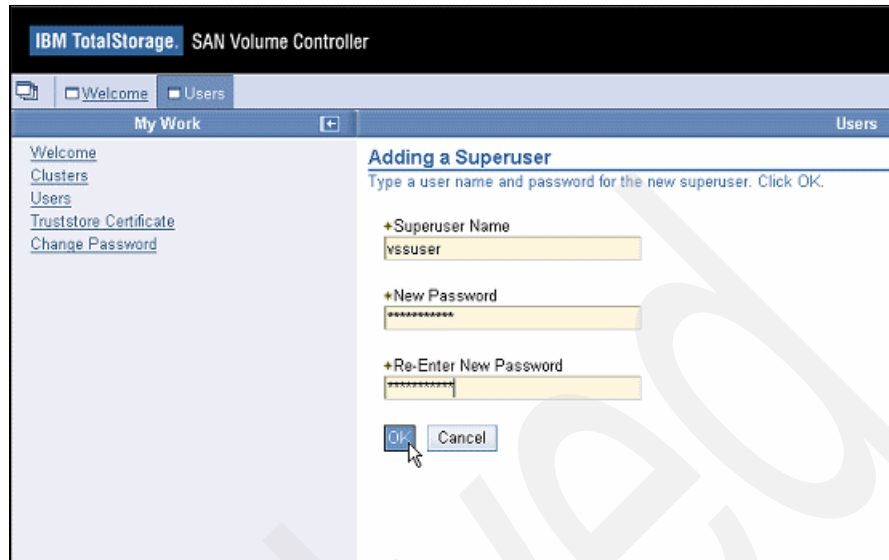 IBM TotalStorage. SAN Volume Controller
Welcome Users
My Work Users
Welcome
Clusters
Users
Truststore Certificate
Change Password
Adding a Superuser
Type a user name and password for the new superuser. Click OK.
+Superuser Name
vssuser
+New Password
***********
+Re-Enter New Password
***********
OK Cancel